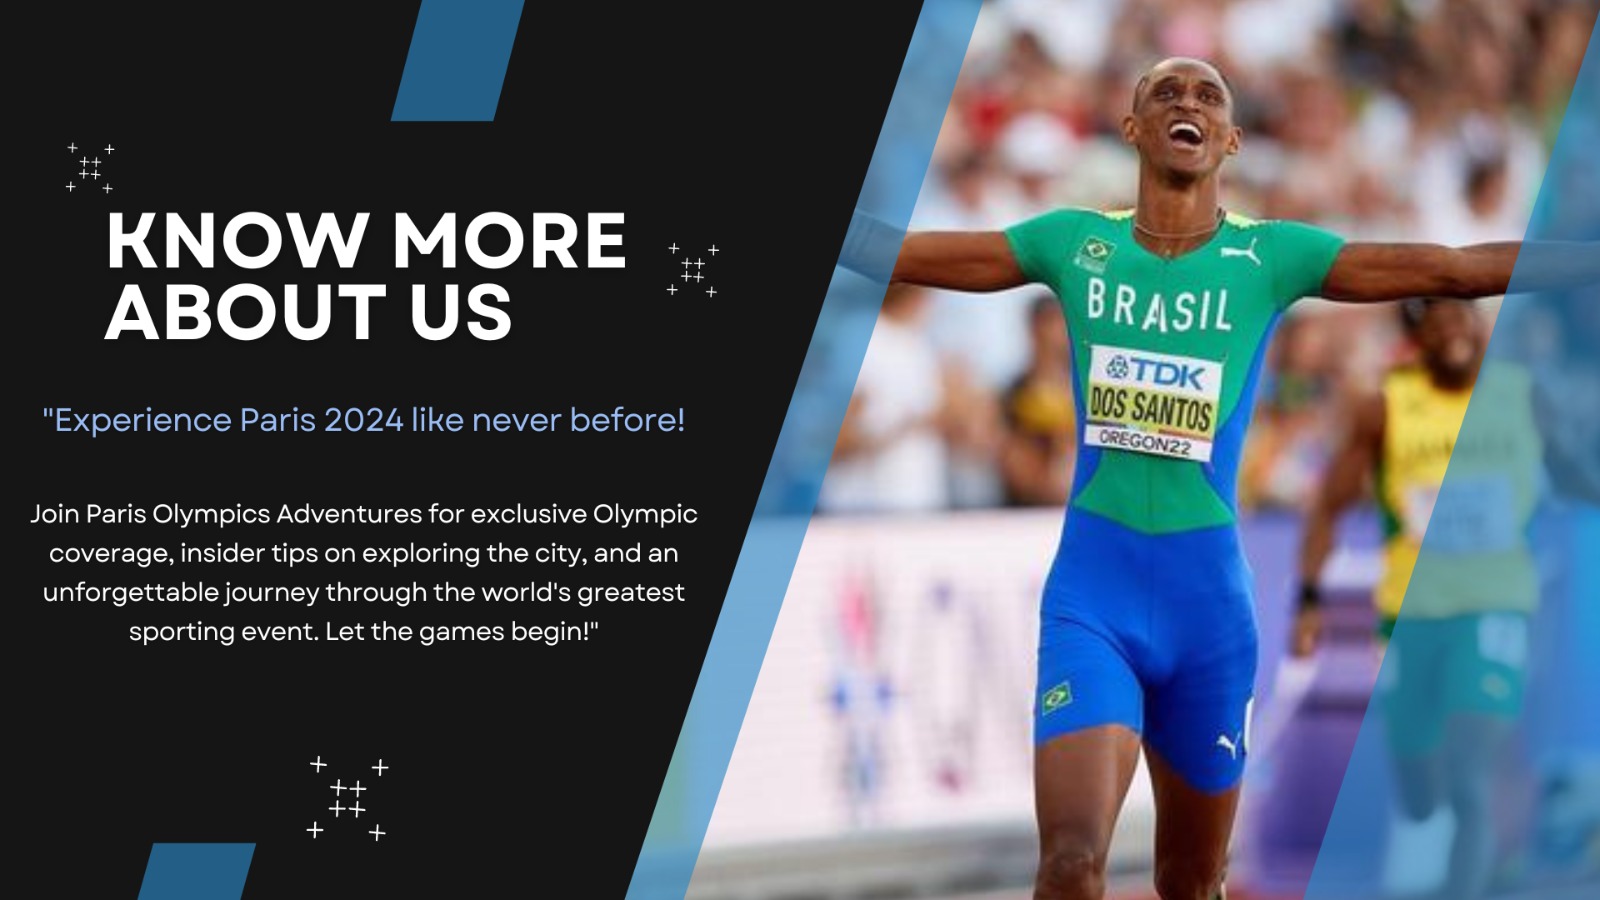 KNOW MORE
ABOUT US
"Experience Paris 2024 like never before!
Join Paris Olympics Adventures for exclusive Olympic
coverage, insider tips on exploring the city, and an
unforgettable journey through the world's greatest
sporting event. Let the games begin!"
BRASIL
TDK
DOS SANTOS
OREGON22